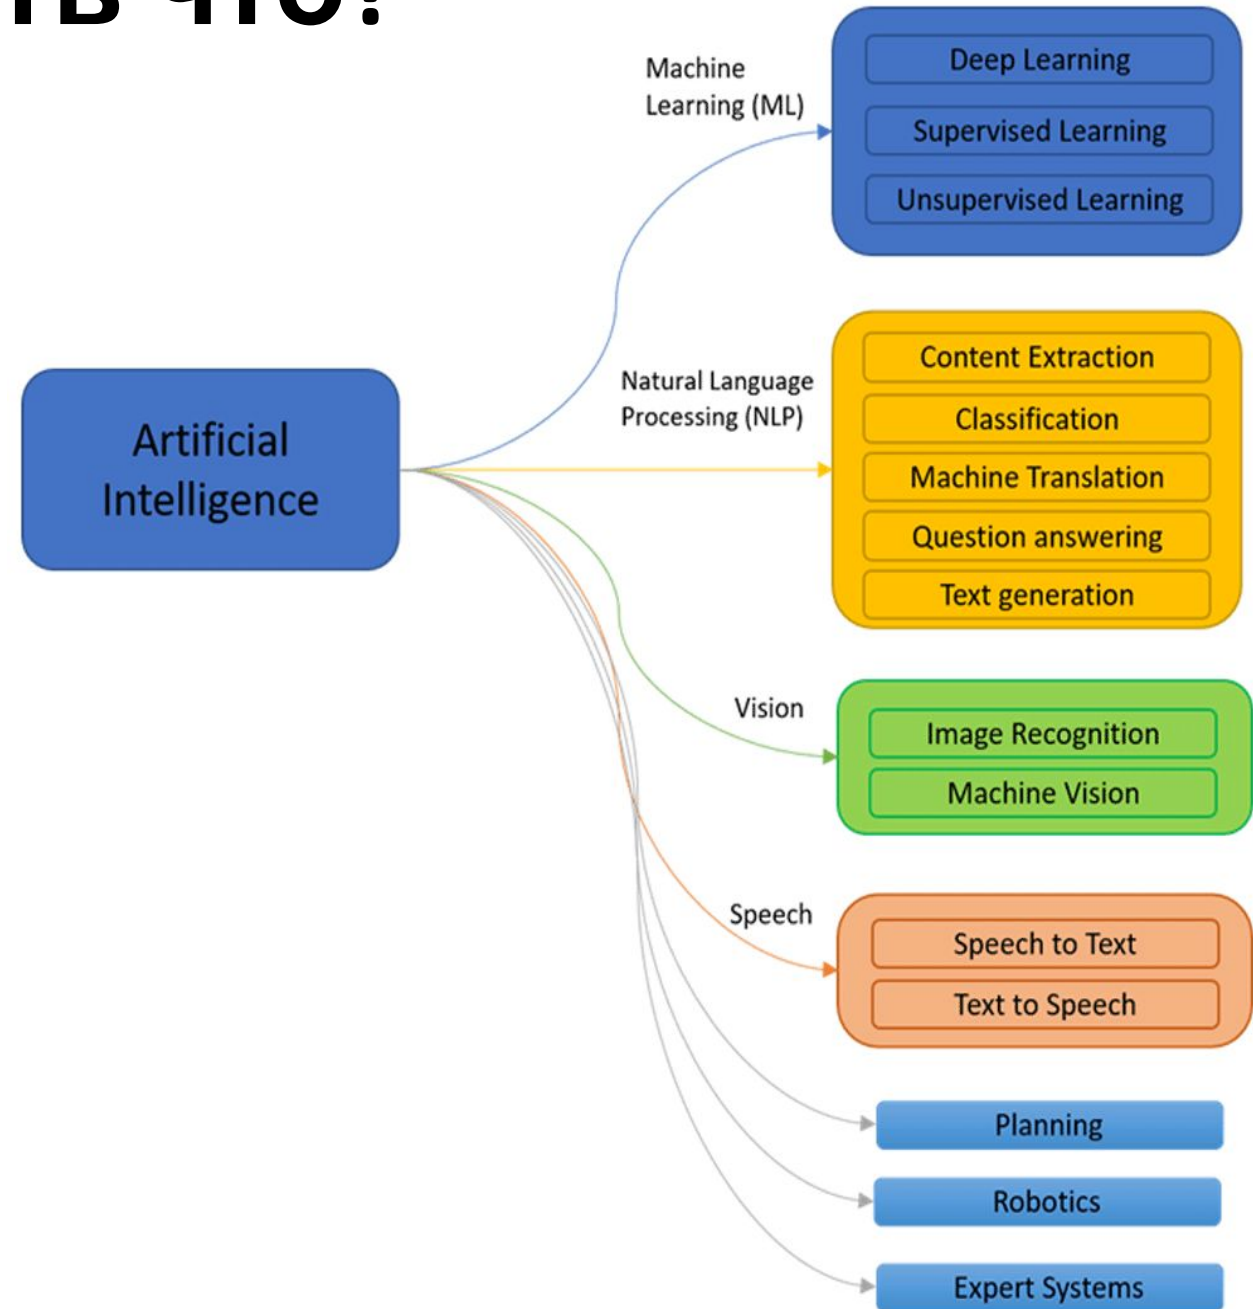 что?
Machine
Learning (ML)
Deep Learning
Supervised Learning
Unsupervised Learning
Artificial
Intelligence
Natural Language
Processing (NLP)
Content Extraction
Classification
Machine Translation
Question answering
Text generation
Vision
Image Recognition
Machine Vision
Speech
Speech to Text
Text to Speech
Planning
Robotics
Expert Systems